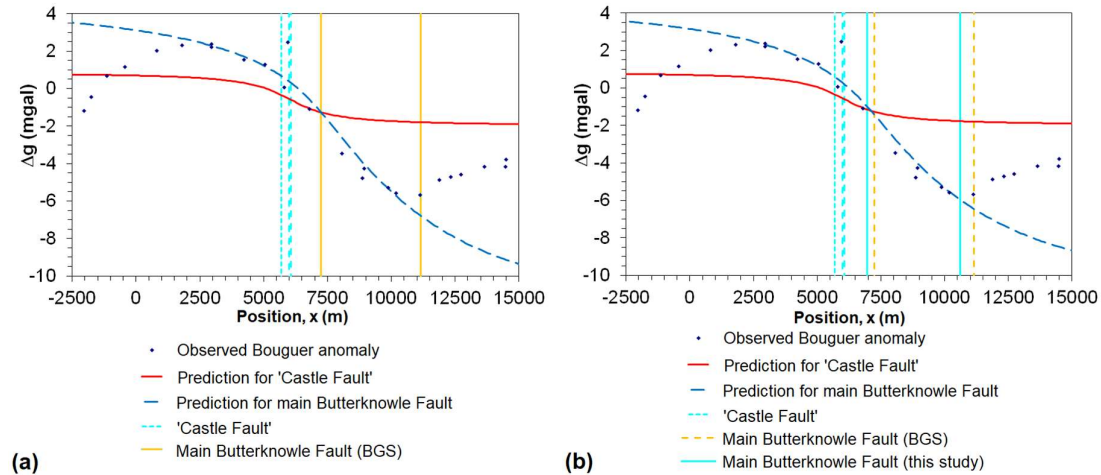 4
2
0
-2
-4
-6
-8
-10
Δg (mgal)
-2500 0 2500 5000 7500 10000 12500 15000
Position, x (m)
Observed Bouguer anomaly
Prediction for 'Castle Fault'
Prediction for main Butterknowle Fault
'Castle Fault'
Main Butterknowle Fault (BGS)
(a)
4
2
0
-2
-4
-6
-8
-10
Δg (mgal)
-2500 0 2500 5000 7500 10000 12500 15000
Position, x (m)
Observed Bouguer anomaly
Prediction for 'Castle Fault'
Prediction for main Butterknowle Fault
'Castle Fault'
Main Butterknowle Fault (BGS)
Main Butterknowle Fault (this study)
(b)